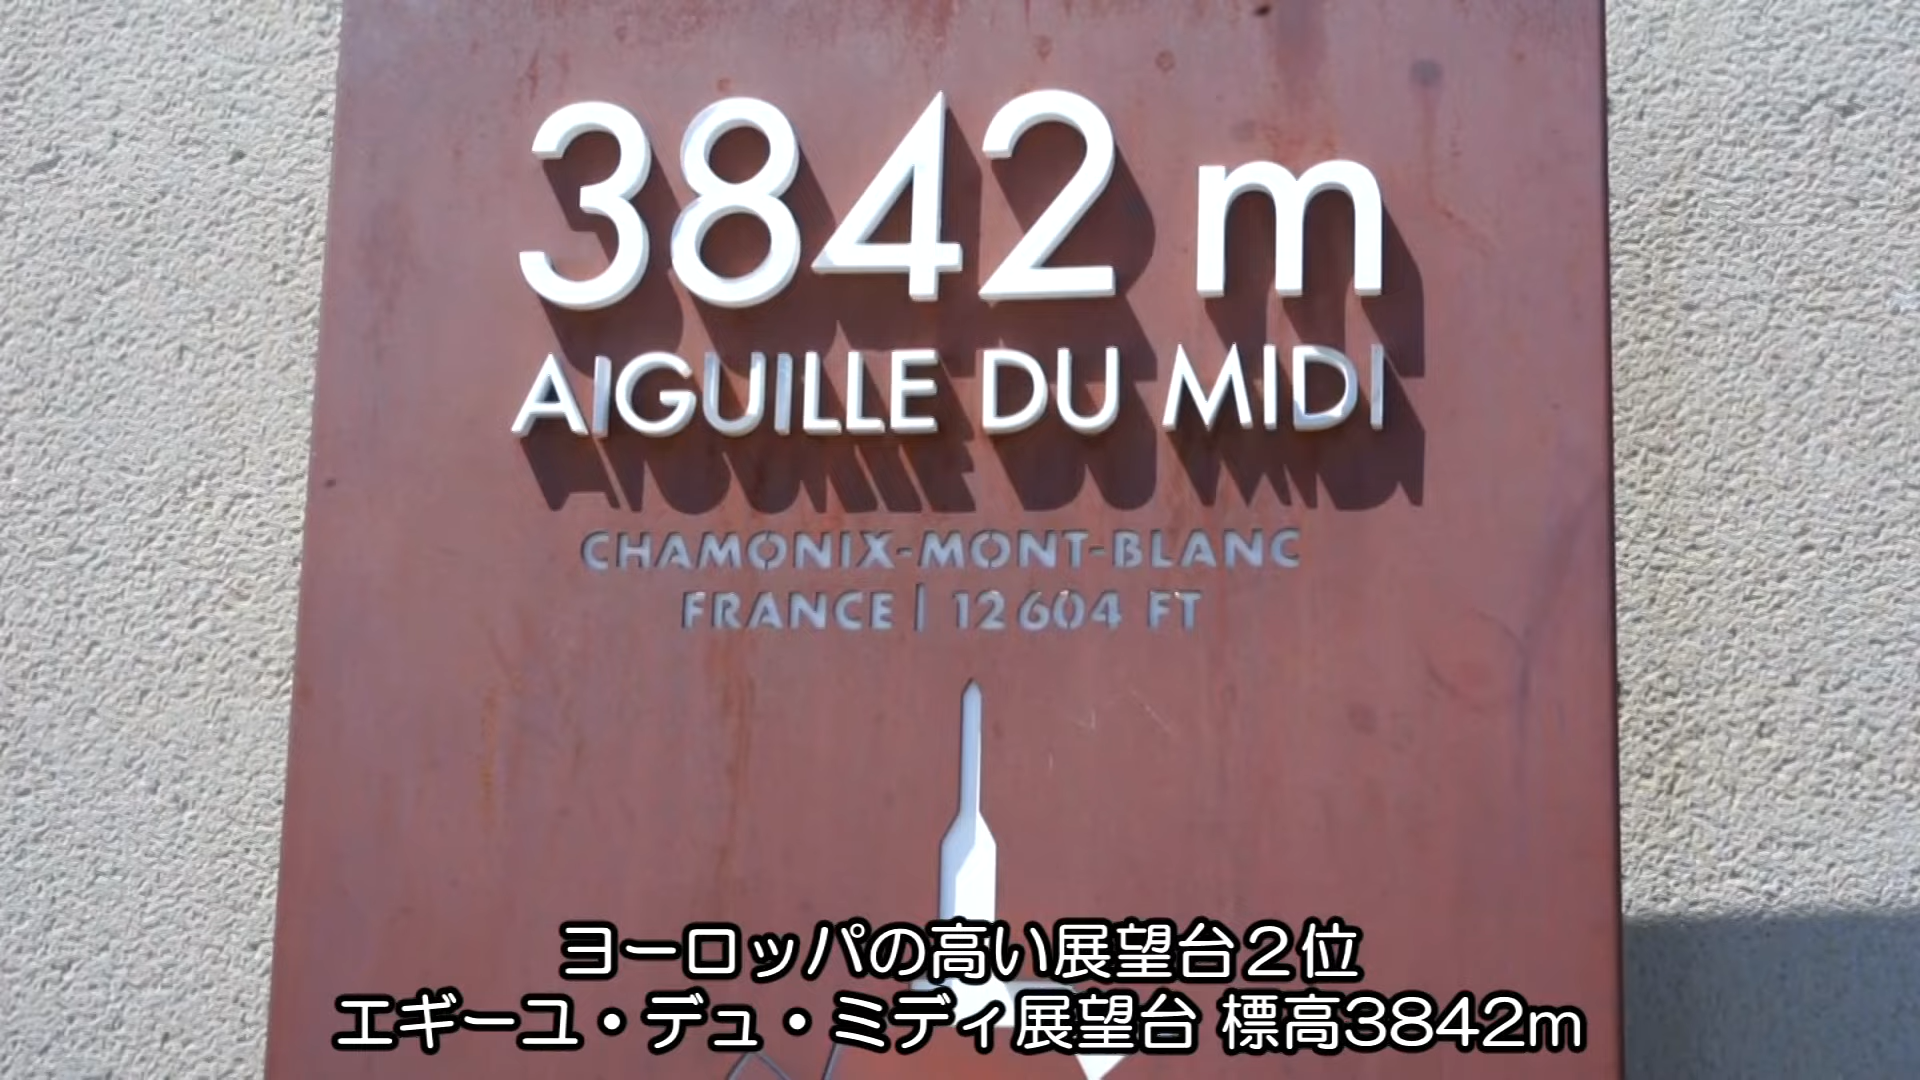 3842 m
AIGUILLE DU MIDI
CHAMONIX-MONT-BLANC
FRANCE | 12 604 FT
ヨーロッパの高い展望台２位
エギーユ・デュ・ミディ展望台 標高3842m